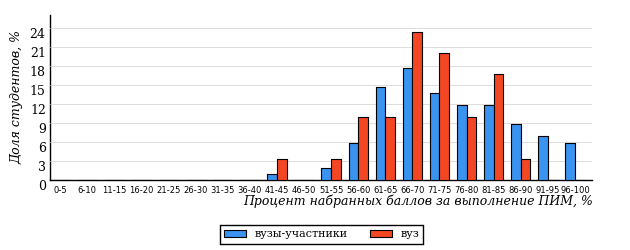 Доля студентов, %
24
21
18
15
12
9
6
3
0
0-5 6-10 11-15 16-20 21-25 26-30 31-35 36-40 41-45 46-50 51-55 56-60 61-65 66-70 71-75 76-80 81-85 86-90 91-95 96-100
Процент набранных баллов за выполнение ПИМ, %
вузы-участники вуз